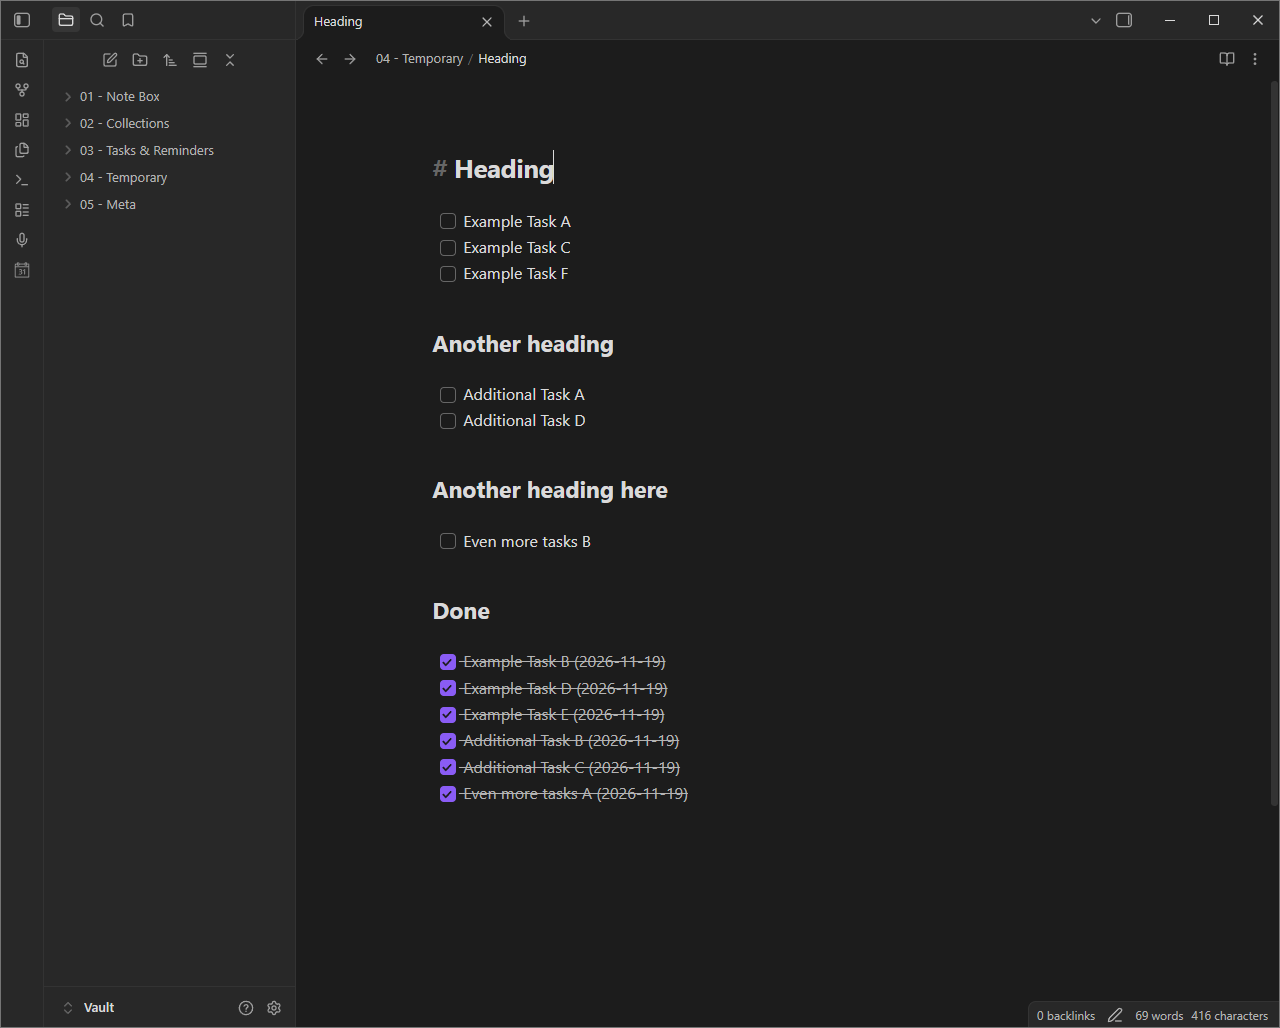 Heading
04 - Temporary / Heading
01 - Note Box
02 - Collections
03 - Tasks & Reminders
04 - Temporary
05 - Meta
31
# Heading
Example Task A
Example Task C
Example Task F
Another heading
Additional Task A
Additional Task D
Another heading here
Even more tasks B
Done
Example Task B (2026-11-19)
Example Task D (2026-11-19)
Example Task E (2026-11-19)
Additional Task B (2026-11-19)
Additional Task C (2026-11-19)
Even more tasks A (2026-11-19)
Vault
0 backlinks 69 words 416 characters